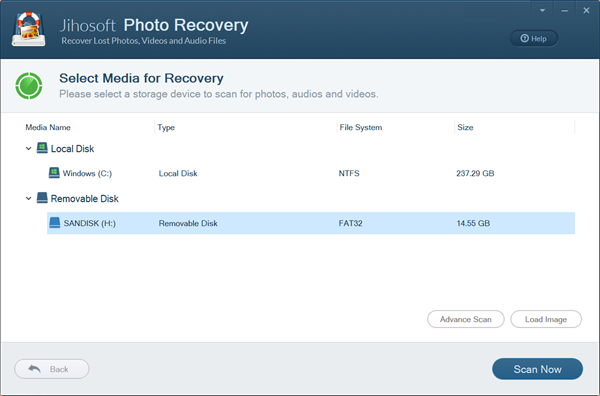 Jihosoft Photo Recovery
Recover Lost Photos, Videos and Audio Files
Help
Select Media for Recovery
Please select a storage device to scan for photos, audios and videos.
Media Name Type File System Size
Local Disk
Windows (C:) Local Disk NTFS 237.29 GB
Removable Disk
SANDISK (H:) Removable Disk FAT32 14.55 GB
Advance Scan Load Image
Back Scan Now